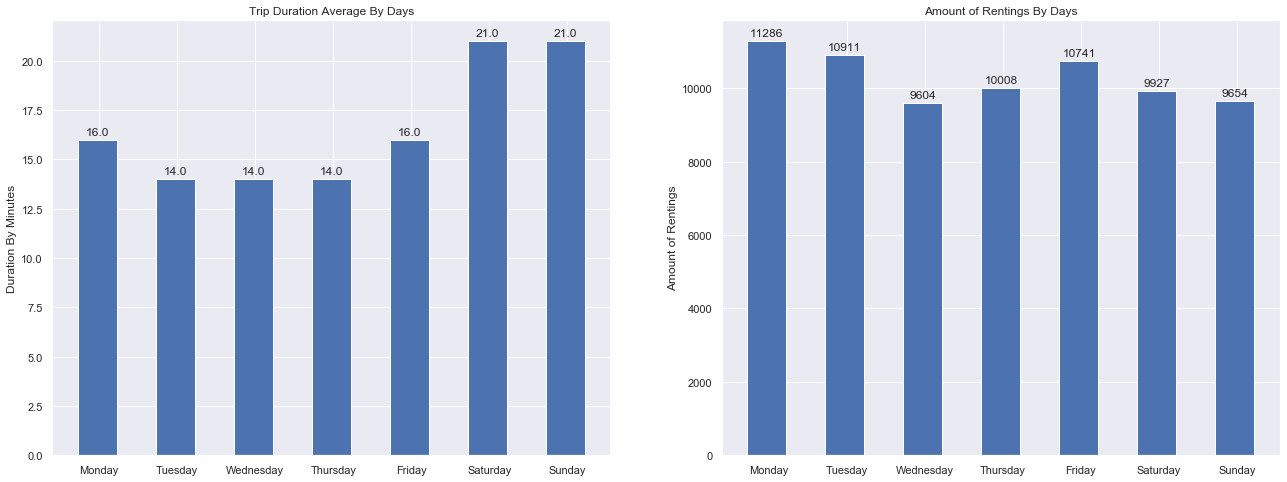 Trip Duration Average By Days
Duration By Minutes
20.0
17.5
15.0
12.5
10.0
7.5
5.0
2.5
0.0
16.0
14.0
14.0
14.0
16.0
21.0
21.0
Monday
Tuesday
Wednesday
Thursday
Friday
Saturday
Sunday
Amount of Rentings By Days
Amount of Rentings
10000
8000
6000
4000
2000
0
11286
10911
9604
10008
10741
9927
9654
Monday
Tuesday
Wednesday
Thursday
Friday
Saturday
Sunday